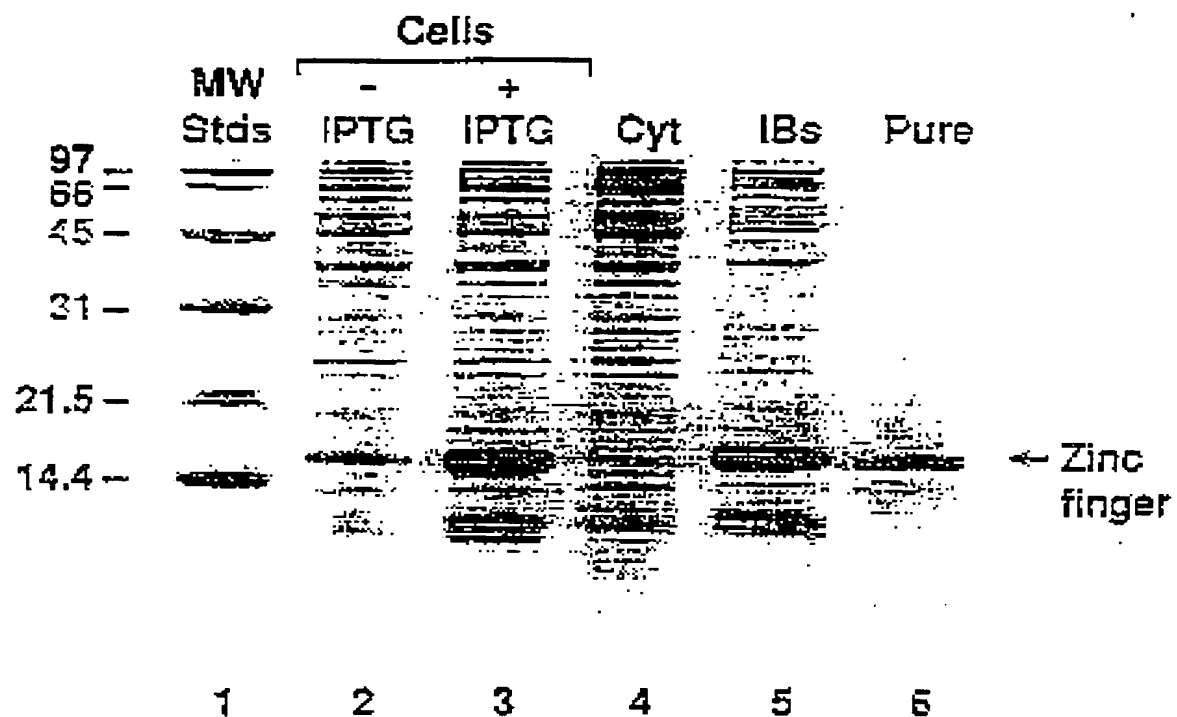 Cells
MW - +
Stds IPTG IPTG Cyt IBs Pure
97 –
66 –
45 –
31 –
21.5 –
14.4 –
← Zinc
finger
1 2 3 4 5 6